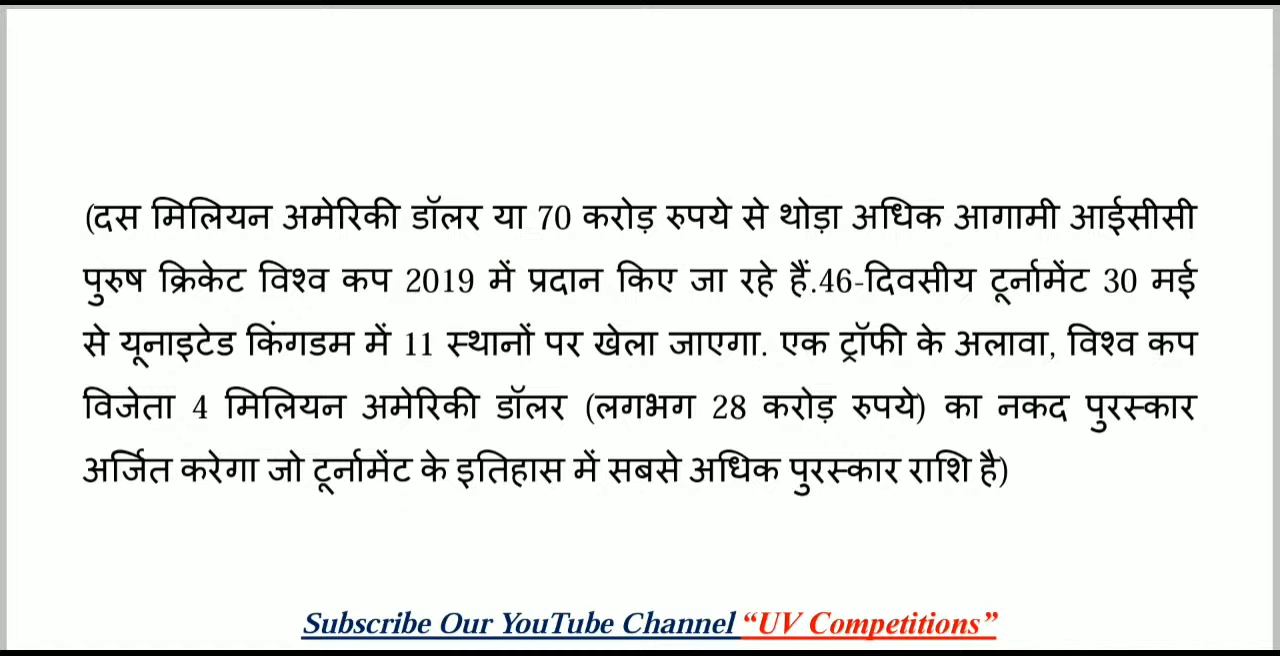 (दस मिलियन अमेरिकी डॉलर या 70 करोड़ रुपये से थोड़ा अधिक आगामी आईसीसी
पुरुष क्रिकेट विश्व कप 2019 में प्रदान किए जा रहे हैं.46-दिवसीय टूर्नामेंट 30 मई
से यूनाइटेड किंगडम में 11 स्थानों पर खेला जाएगा. एक ट्रॉफी के अलावा, विश्व कप
विजेता 4 मिलियन अमेरिकी डॉलर (लगभग 28 करोड़ रुपये) का नकद पुरस्कार
अर्जित करेगा जो टूर्नामेंट के इतिहास में सबसे अधिक पुरस्कार राशि है)
Subscribe Our YouTube Channel “UV Competitions”